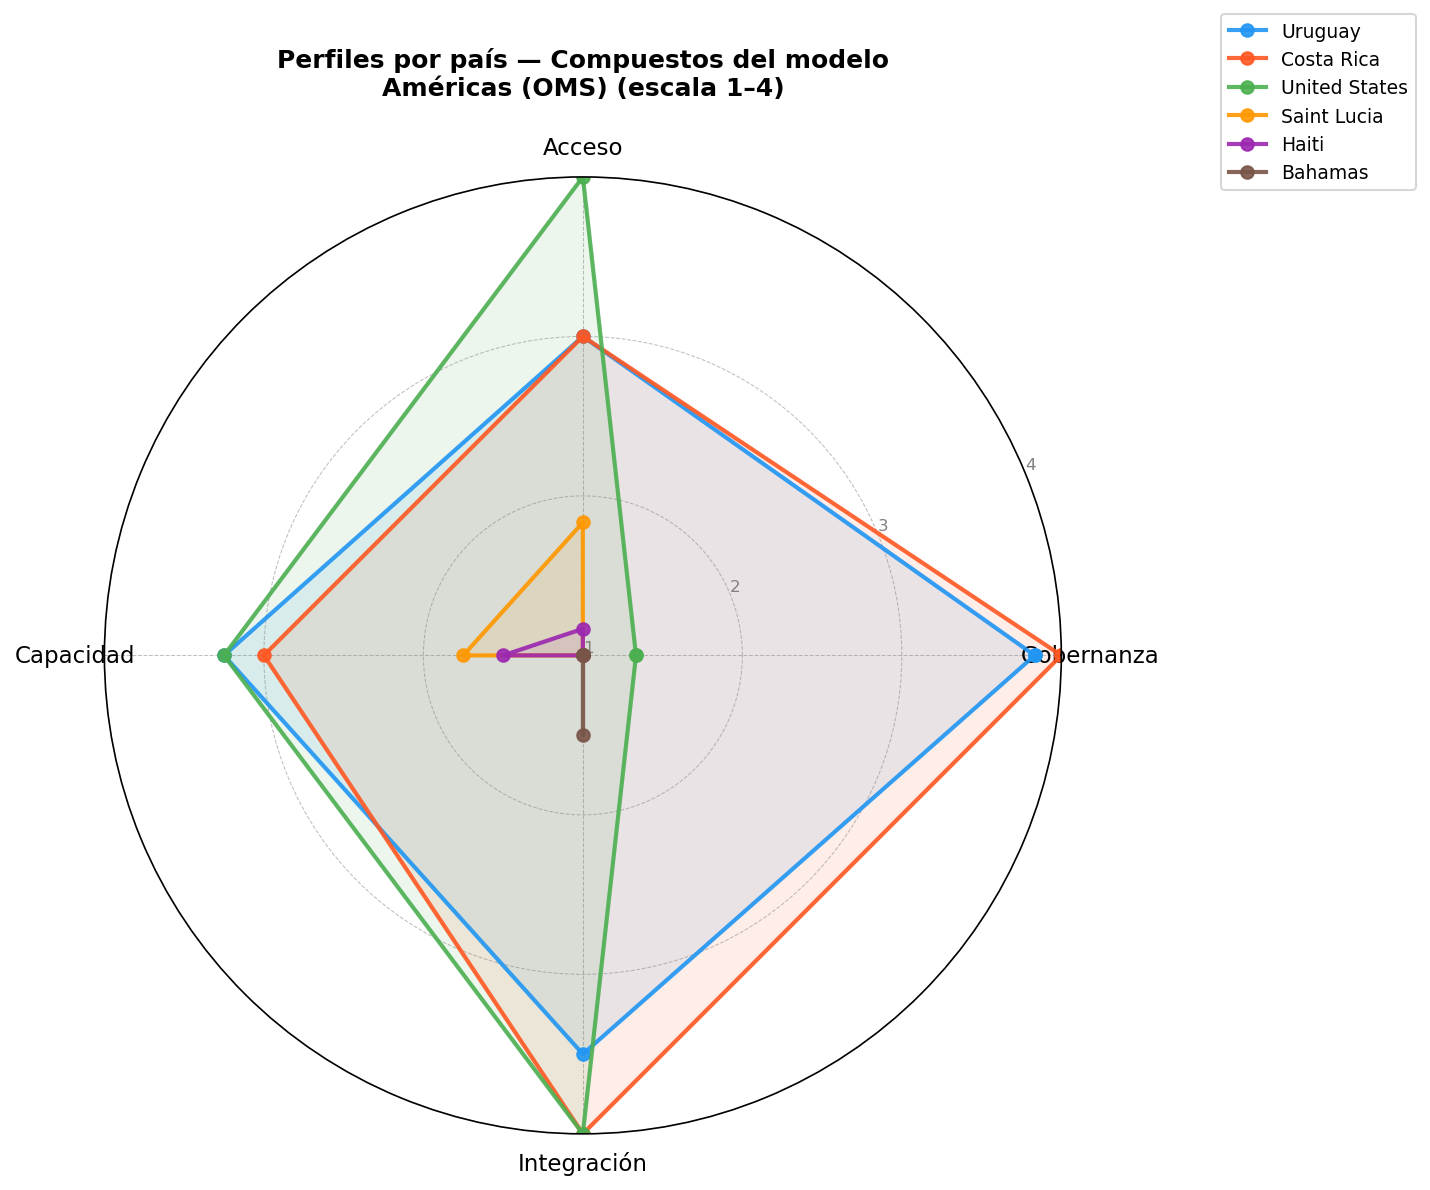 Perfiles por país — Compuestos del modelo
Américas (OMS) (escala 1–4)
Uruguay
Costa Rica
United States
Saint Lucia
Haiti
Bahamas
Acceso
4
3
2
1
Capacidad
Gobernanza
Integración